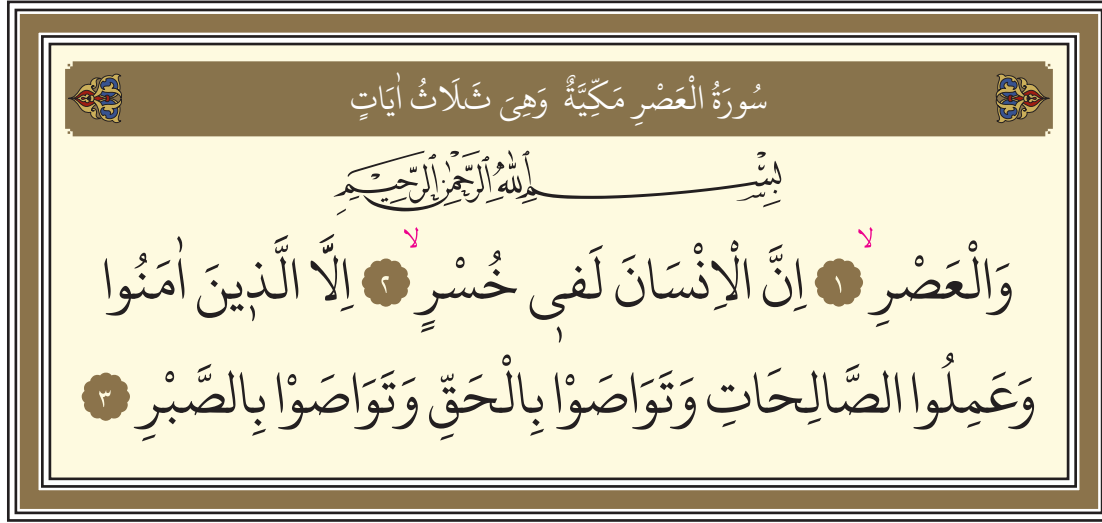 سُورَةُ الْعَصْرِ مَكِّيَّةٌ وَهِىَ ثَلَاثُ اٰيَاتٍ
بِسْمِ اللّٰهِ الرَّحْمٰنِ الرَّحِيمِ
وَالْعَصْرِ ۙ ﴿١﴾ اِنَّ الْاِنْسَانَ لَفٖى خُسْرٍ ۙ ﴿٢﴾ اِلَّا الَّذٖينَ اٰمَنُوا
وَعَمِلُوا الصَّالِحَاتِ وَتَوَاصَوْا بِالْحَقِّ وَتَوَاصَوْا بِالصَّبْرِ ﴿٣﴾